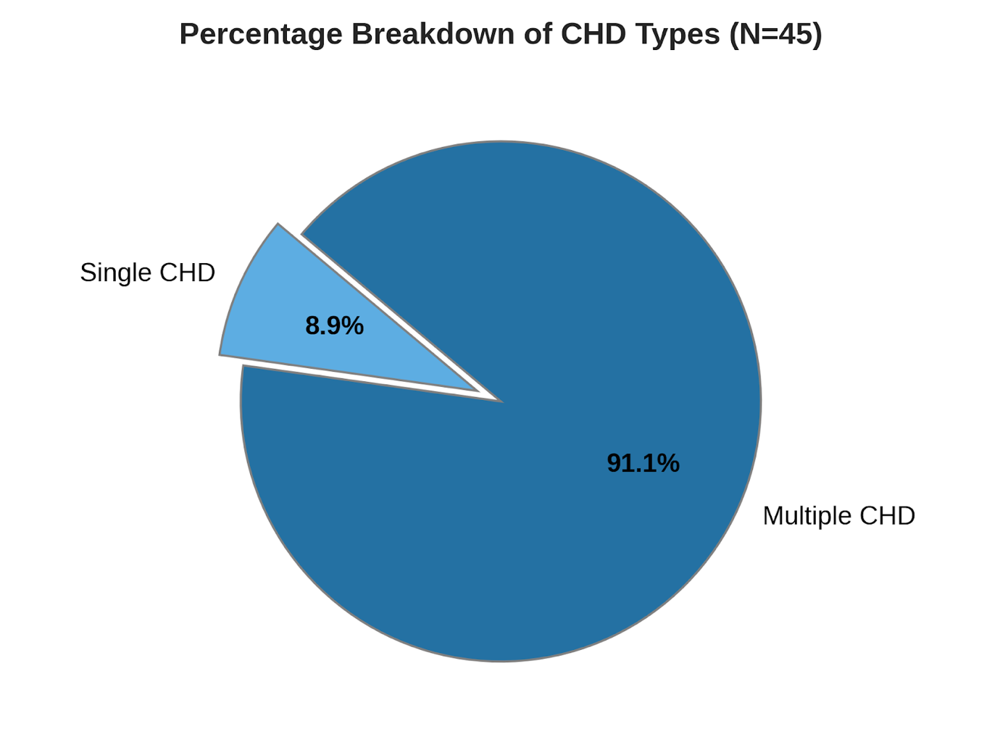 Percentage Breakdown of CHD Types (N=45)
Single CHD
8.9%
91.1%
Multiple CHD